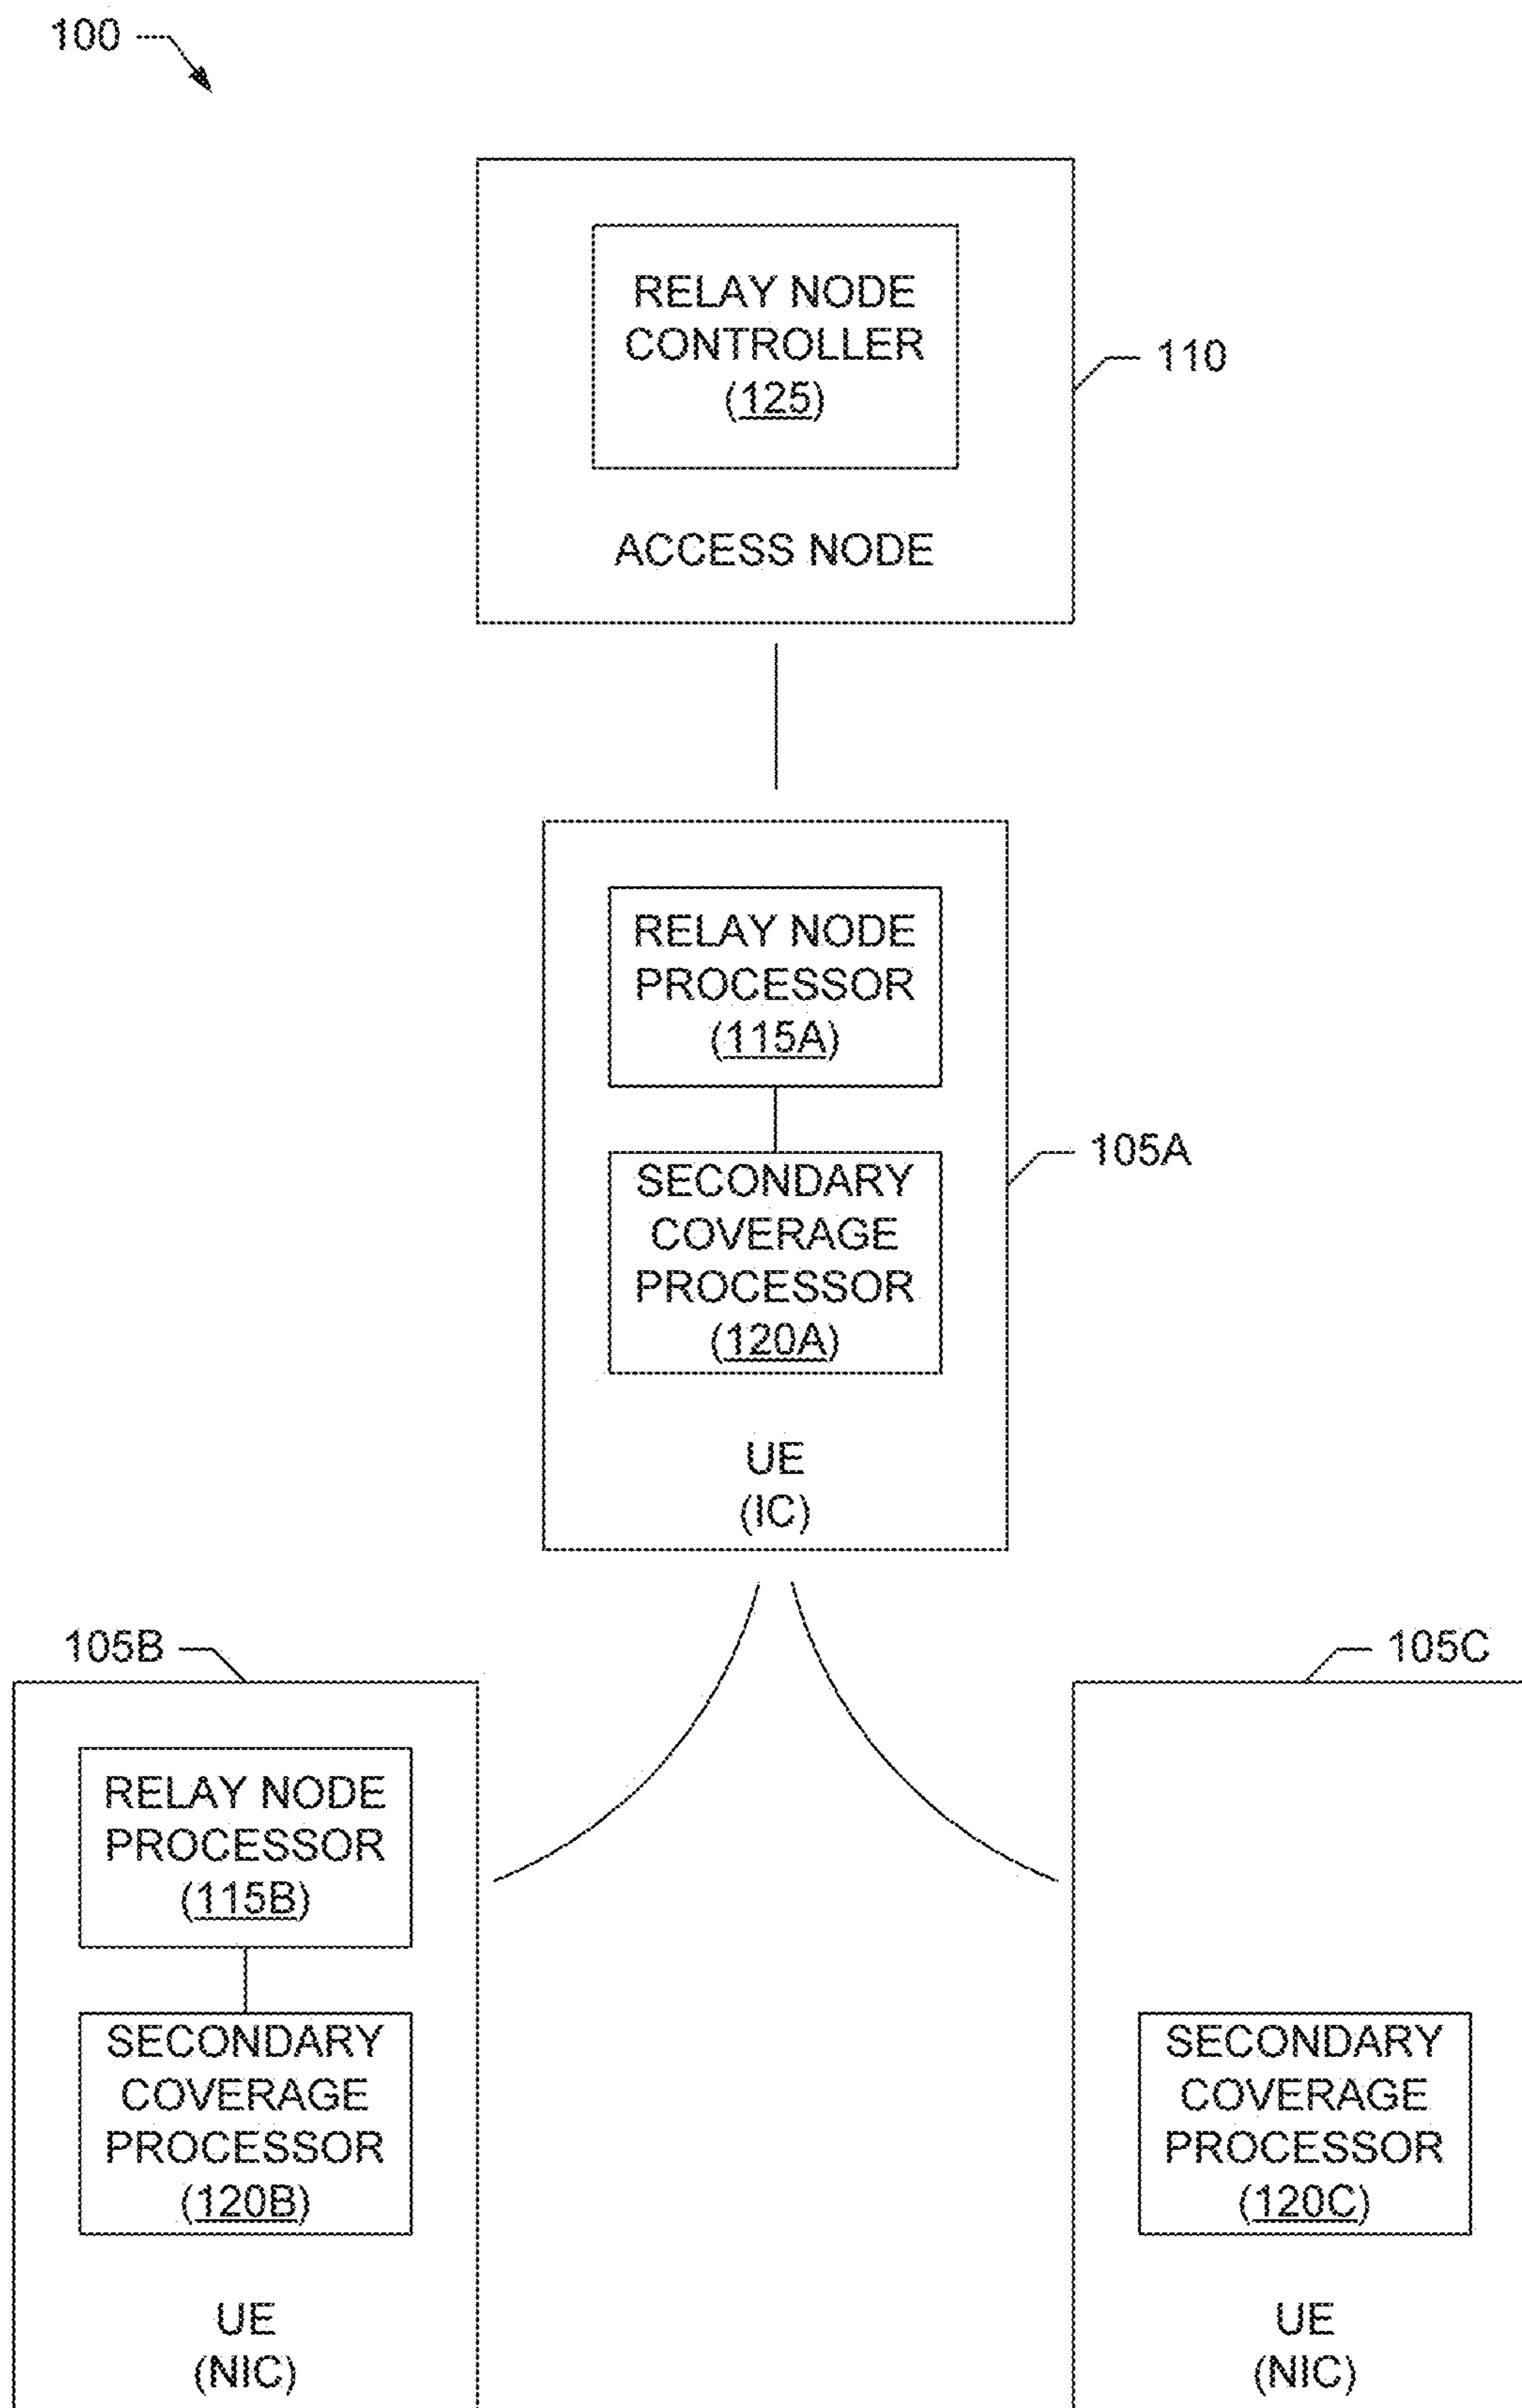 100
RELAY NODE
CONTROLLER
(125)
110
ACCESS NODE
RELAY NODE
PROCESSOR
(115A)
105A
SECONDARY
COVERAGE
PROCESSOR
(120A)
UE
(IC)
105B
105C
RELAY NODE
PROCESSOR
(115B)
SECONDARY
COVERAGE
PROCESSOR
(120B)
UE
(NIC)
SECONDARY
COVERAGE
PROCESSOR
(120C)
UE
(NIC)